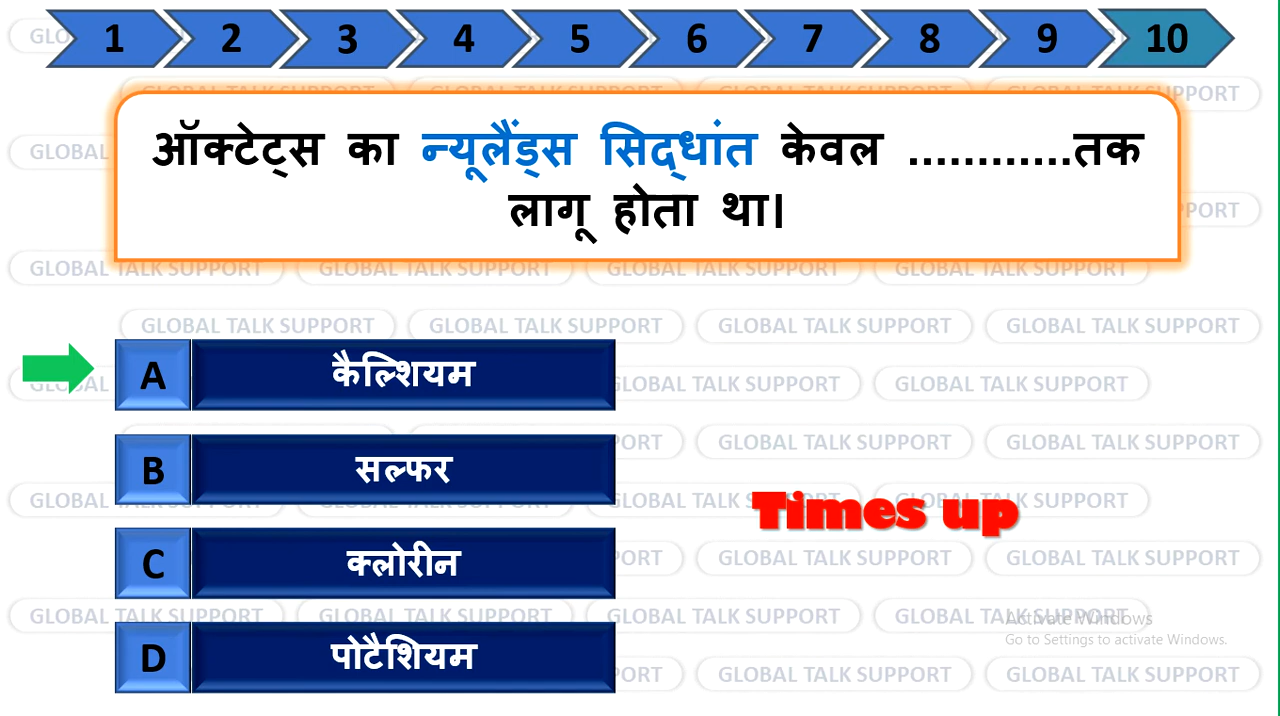 1 2 3 4 5 6 7 8 9 10
ऑक्टेट्स का न्यूलैंड्स सिद्धांत केवल ............तक
लागू होता था।
A कैल्शियम
B सल्फर
C क्लोरीन
D पोटैशियम
Times up
GLOBAL TALK SUPPORT
Activate Windows
Go to Settings to activate Windows.